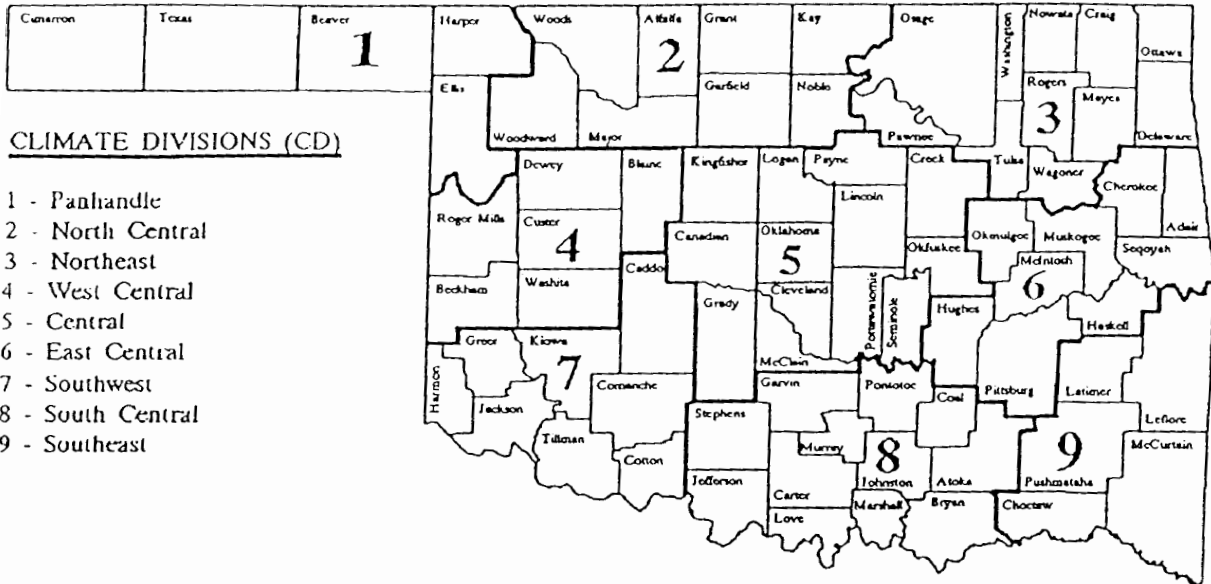 Cimarron
Texas
Beaver
1
Harper
Woods
Alfalfa
2
Grant
Kay
Osage
Washington
Nowata
Craig
Ottawa
Ellis
Woodward
Major
Garfield
Noble
Pawnee
Rogers
3
Mayes
Delaware
CLIMATE DIVISIONS (CD)
1 - Panhandle
2 - North Central
3 - Northeast
4 - West Central
5 - Central
6 - East Central
7 - Southwest
8 - South Central
9 - Southeast
Dewey
Blaine
Kingfisher
Logan
Payne
Creek
Tulsa
Wagoner
Cherokee
Adair
Lincoln
Roger Mills
Custer
4
Canadian
Oklahoma
5
Okfuskee
Okmulgee
Muskogee
Sequoyah
McIntosh
6
Beckham
Washita
Caddo
Grady
Cleveland
Pottawatomie
Seminole
Hughes
Haskell
Greer
Kiowa
7
McClain
Harmon
Jackson
Comanche
Garvin
Pontotoc
Coal
Pittsburg
Latimer
Leflore
Stephens
Tillman
Cotton
Murray
8
9
McCurtain
Jefferson
Johnston
Atoka
Pushmataha
Carter
Marshall
Bryan
Choctaw
Love